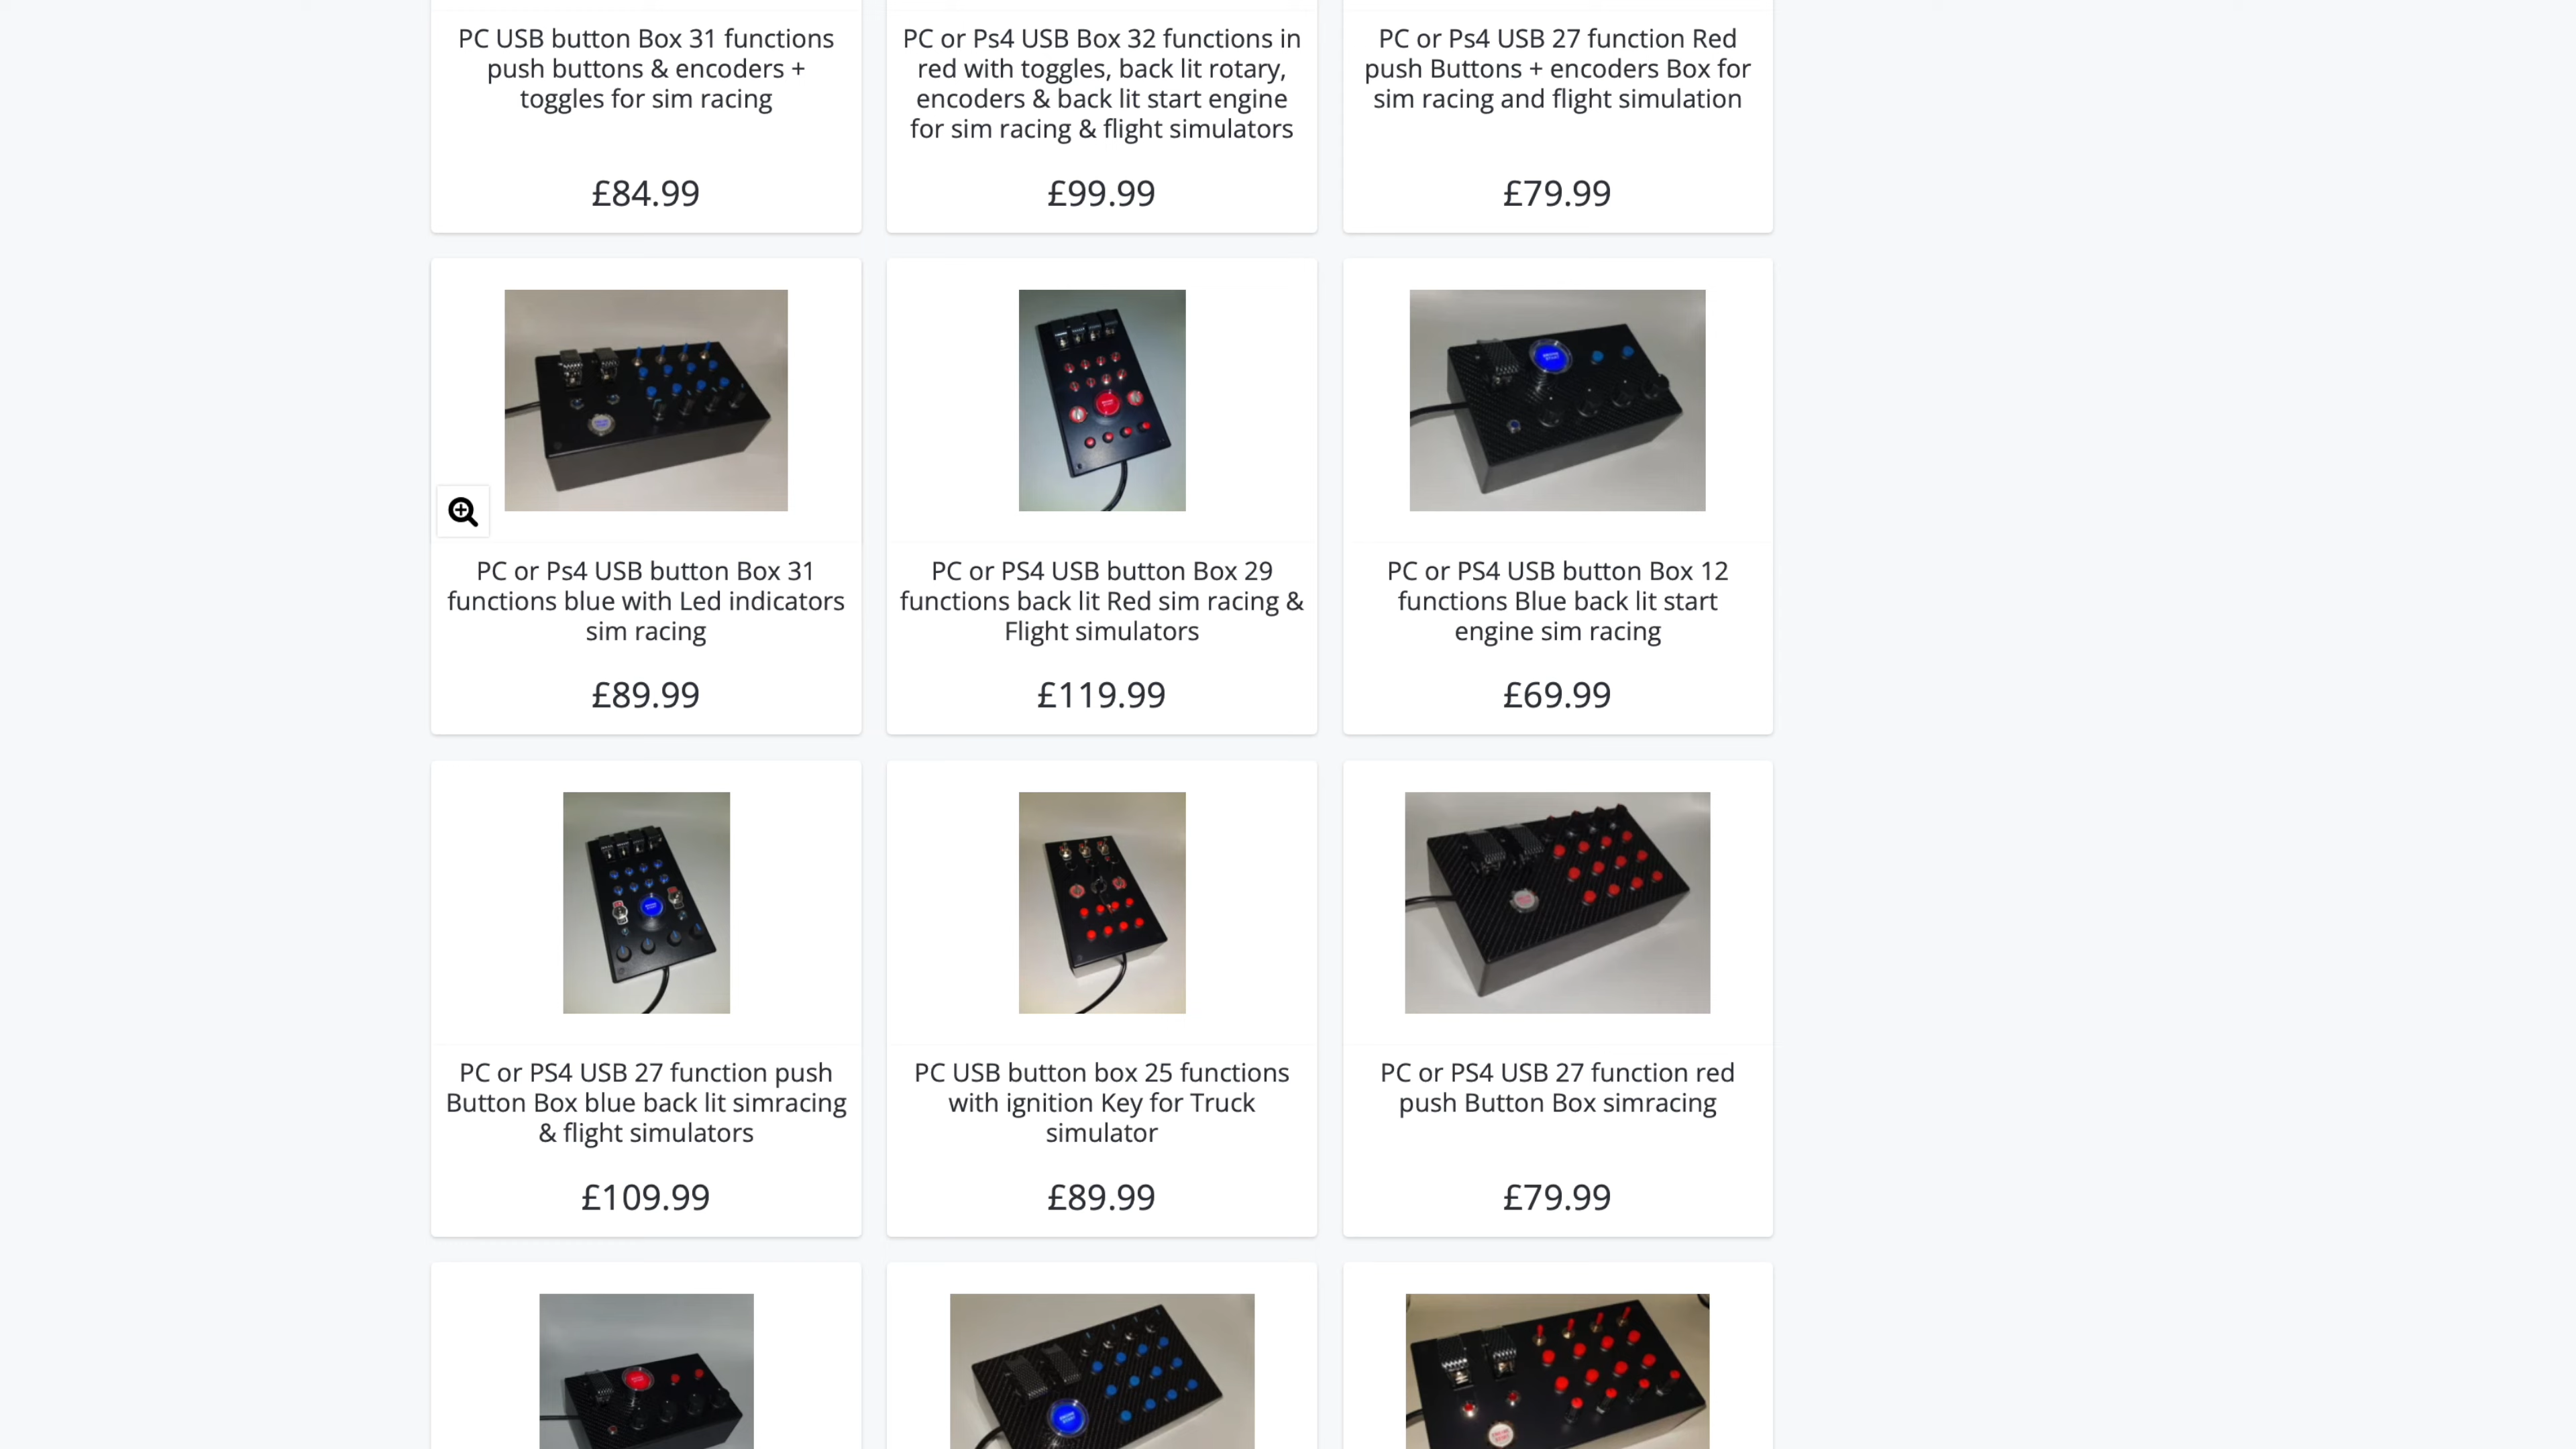 PC USB button Box 31 functions
push buttons & encoders +
toggles for sim racing
£84.99
PC or Ps4 USB Box 32 functions in
red with toggles, back lit rotary,
encoders & back lit start engine
for sim racing & flight simulators
£99.99
PC or Ps4 USB 27 function Red
push Buttons + encoders Box for
sim racing and flight simulation
£79.99
PC or Ps4 USB button Box 31
functions blue with Led indicators
sim racing
£89.99
PC or PS4 USB button Box 29
functions back lit Red sim racing &
Flight simulators
£119.99
PC or PS4 USB button Box 12
functions Blue back lit start
engine sim racing
£69.99
PC or PS4 USB 27 function push
Button Box blue back lit simracing
& flight simulators
£109.99
PC USB button box 25 functions
with ignition Key for Truck
simulator
£89.99
PC or PS4 USB 27 function red
push Button Box simracing
£79.99